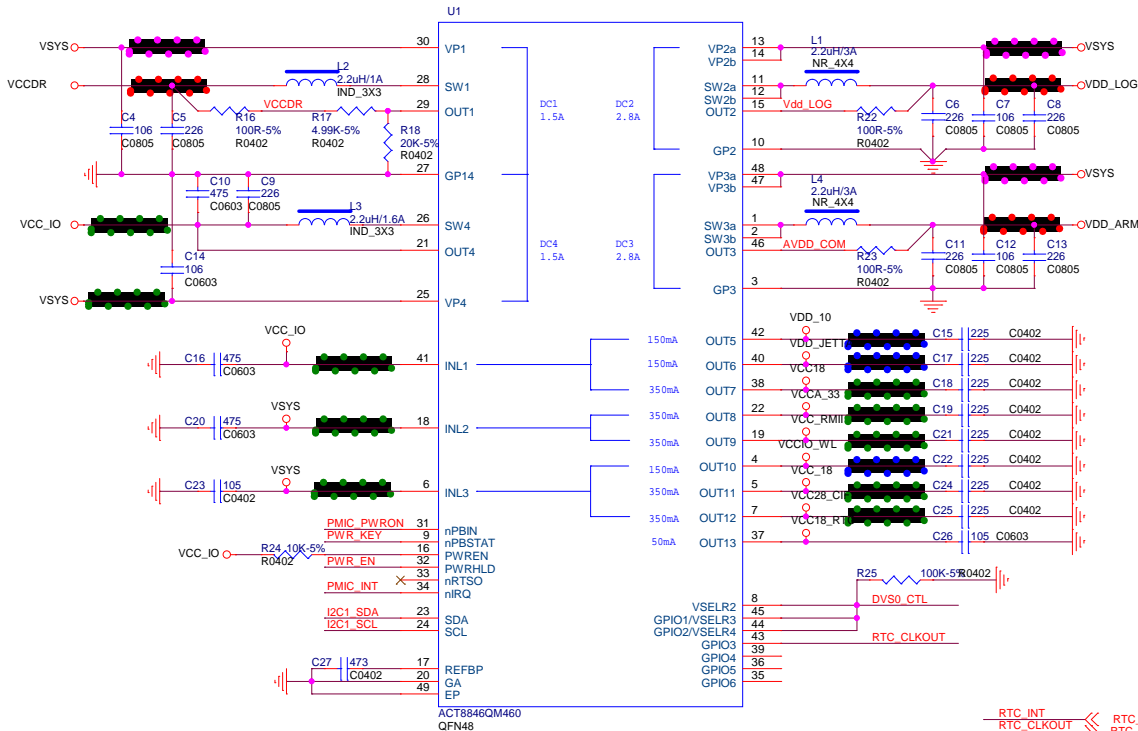 U1
VSYS
30
VP1
VCCDR
L2
2.2uH/1A
IND_3X3
28
SW1
C4
106
C0805
C5
226
C0805
R16
100R-5%
R0402
VCCDR
R17
4.99K-5%
R0402
29
OUT1
R18
20K-5%
R0402
DC1
1.5A
27
GP14
C10
475
C0603
C9
226
C0805
VCC_IO
L3
2.2uH/1.6A
IND_3X3
26
SW4
21
OUT4
DC4
1.5A
C14
106
C0603
VSYS
25
VP4
13
VP2a
14
VP2b
L1
2.2uH/3A
NR_4X4
VSYS
11
SW2a
12
SW2b
VDD_LOG
15
OUT2
Vdd_LOG
R22
100R-5%
R0402
C6
226
C0805
C7
106
C0805
C8
226
C0805
DC2
2.8A
10
GP2
48
VP3a
47
VP3b
L4
2.2uH/3A
NR_4X4
VSYS
1
SW3a
2
SW3b
VDD_ARM
46
OUT3
AVDD_COM
R23
100R-5%
R0402
C11
226
C0805
C12
106
C0805
C13
226
C0805
DC3
2.8A
3
GP3
C16
475
C0603
VCC_IO
41
INL1
C20
475
C0603
VSYS
18
INL2
C23
105
C0402
VSYS
6
INL3
150mA
OUT5
42
VDD_10
C15
225
C0402
150mA
OUT6
40
C17
225
C0402
350mA
OUT7
38
VCC18
C18
225
C0402
350mA
OUT8
22
VCCA_33
C19
225
C0402
350mA
OUT9
19
C21
225
C0402
150mA
OUT10
4
VCCIO_WL
C22
225
C0402
350mA
OUT11
5
VCC_18
C24
225
C0402
350mA
OUT12
7
C25
225
C0402
50mA
OUT13
37
C26
105
C0603
PMIC_PWRON
31
nPBIN
PWR_KEY
9
nPBSTAT
VCC_IO
R24
10K-5%
R0402
16
PWREN
PWR_EN
32
PWRHLD
33
nRTSO
PMIC_INT
34
nIRQ
I2C1_SDA
23
SDA
I2C1_SCL
24
SCL
C27
473
C0402
17
REFBP
20
GA
49
EP
R25
100K-5%
R0402
VSELR2
8
DVS0_CTL
GPIO1/VSELR3
45
GPIO2/VSELR4
44
GPIO3
43
RTC_CLKOUT
GPIO4
39
GPIO5
36
GPIO6
35
ACT8846QM460
QFN48
RTC_INT
RTC_CLKOUT